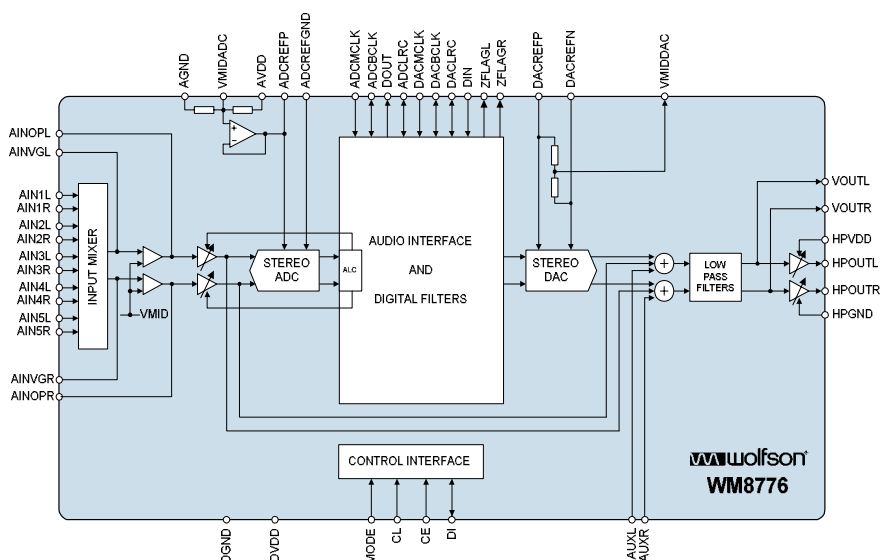 AGND
VMIDADC
AVDD
ADCREFP
ADCREFGND
ADCMCLK
ADCBCLK
DOUT
ADCLRC
DACMCLK
DACBCLK
DACLRC
DIN
ZFLAGL
ZFLAGR
DACREFP
DACREFN
VMIDDAC
AINOPL
AINVGL
AIN1L
AIN1R
AIN2L
AIN2R
AIN3L
AIN3R
AIN4L
AIN4R
AIN5L
AIN5R
AINVGR
AINOPR
INPUT MIXER
VMID
+
−
STEREO
ADC
ALC
AUDIO INTERFACE
AND
DIGITAL FILTERS
STEREO
DAC
+
+
LOW
PASS
FILTERS
VOUTL
VOUTR
HPVDD
HPOUTL
HPOUTR
HPGND
CONTROL INTERFACE
wolfson
WM8776
DGND
DVDD
MODE
CL
CE
DI
AUXL
AUXR